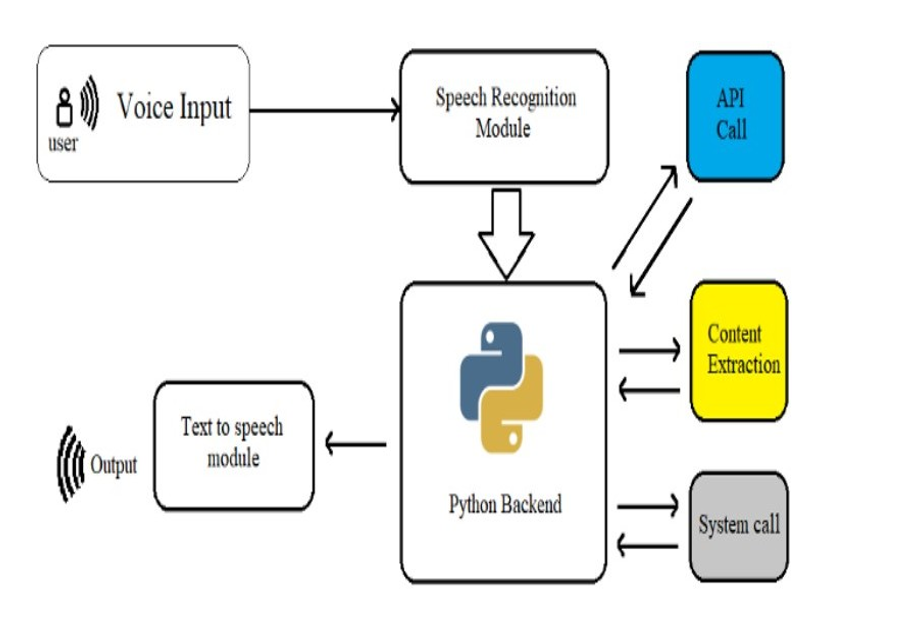 Voice Input
user
Speech Recognition
Module
API
Call
Content
Extraction
Python Backend
Text to speech
module
Output
System call